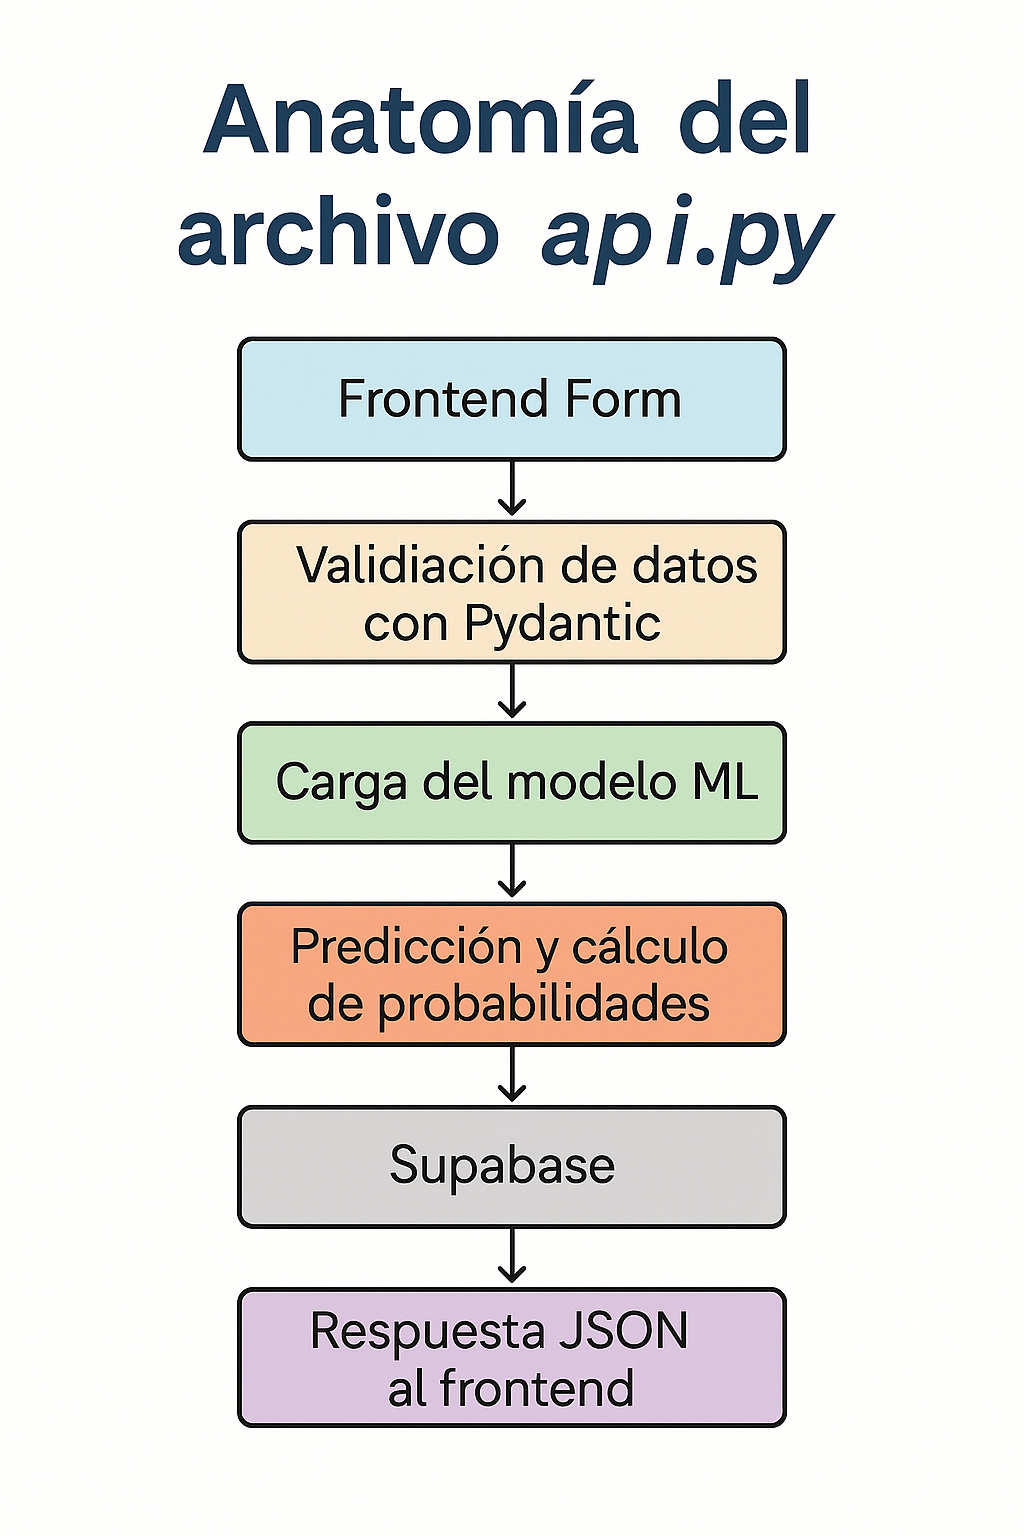 Anatomía del
archivo api.py
Frontend Form
Validiación de datos
con Pydantic
Carga del modelo ML
Predicción y cálculo
de probabilidades
Supabase
Respuesta JSON
al frontend